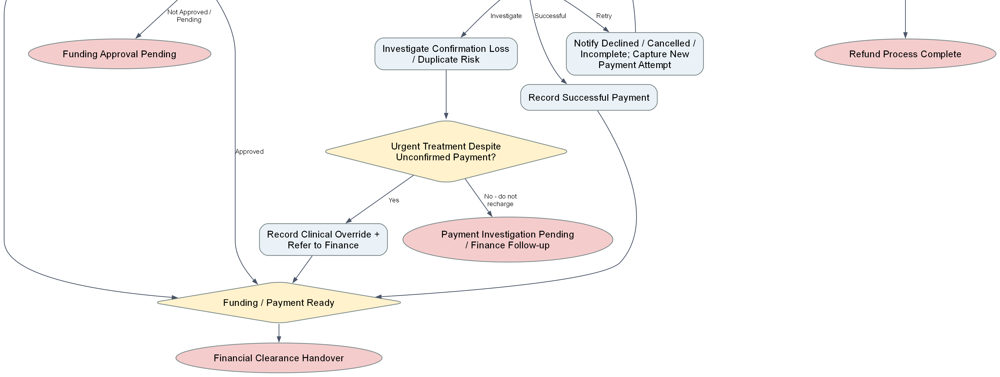 Not Approved /
Pending
Investigate
Successful
Retry
Funding Approval Pending
Investigate Confirmation Loss
/ Duplicate Risk
Notify Declined / Cancelled /
Incomplete; Capture New
Payment Attempt
Refund Process Complete
Record Successful Payment
Approved
Urgent Treatment Despite
Unconfirmed Payment?
Yes
No - do not
recharge
Record Clinical Override +
Refer to Finance
Payment Investigation Pending
/ Finance Follow-up
Funding / Payment Ready
Financial Clearance Handover